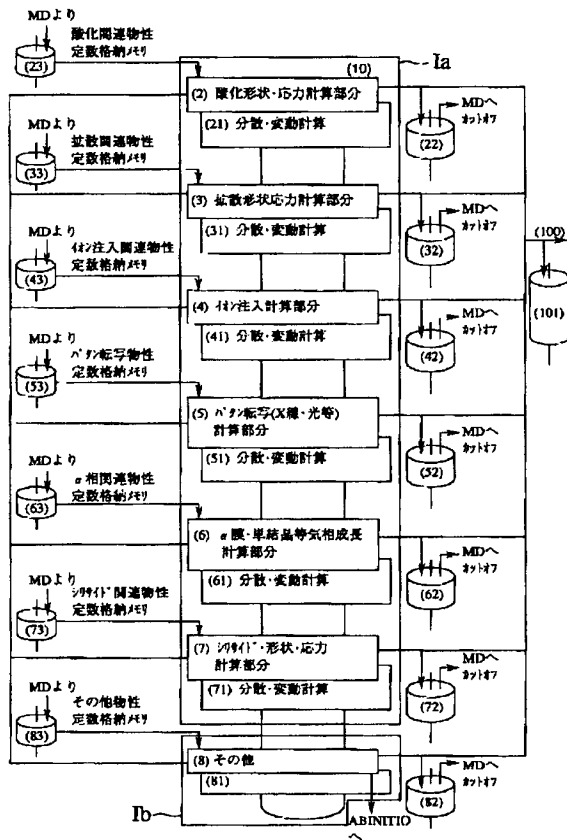 MDより
酸化関連物性
定数格納メモリ
(23)
(10)
Ia
(2) 酸化形状・応力計算部分
(21) 分散・変動計算
MDへ
カットオフ
(22)
MDより
拡散関連物性
定数格納メモリ
(33)
(3) 拡散形状応力計算部分
(31) 分散・変動計算
MDへ
カットオフ
(32)
(100)
(101)
MDより
イオン注入関連物性
定数格納メモリ
(43)
(4) イオン注入計算部分
(41) 分散・変動計算
MDへ
カットオフ
(42)
MDより
パタン転写物性
定数格納メモリ
(53)
(5) パタン転写(X線・光等)
計算部分
(51) 分散・変動計算
MDへ
カットオフ
(52)
MDより
α相関連物性
定数格納メモリ
(63)
(6) α膜・単結晶等気相成長
計算部分
(61) 分散・変動計算
MDへ
カットオフ
(62)
MDより
シリサイド関連物性
定数格納メモリ
(73)
(7) シリサイド・形状・応力
計算部分
(71) 分散・変動計算
MDへ
カットオフ
(72)
MDより
その他物性
定数格納メモリ
(83)
(8) その他
(81)
MDへ
カットオフ
(82)
Ib
ABINITIO
へ